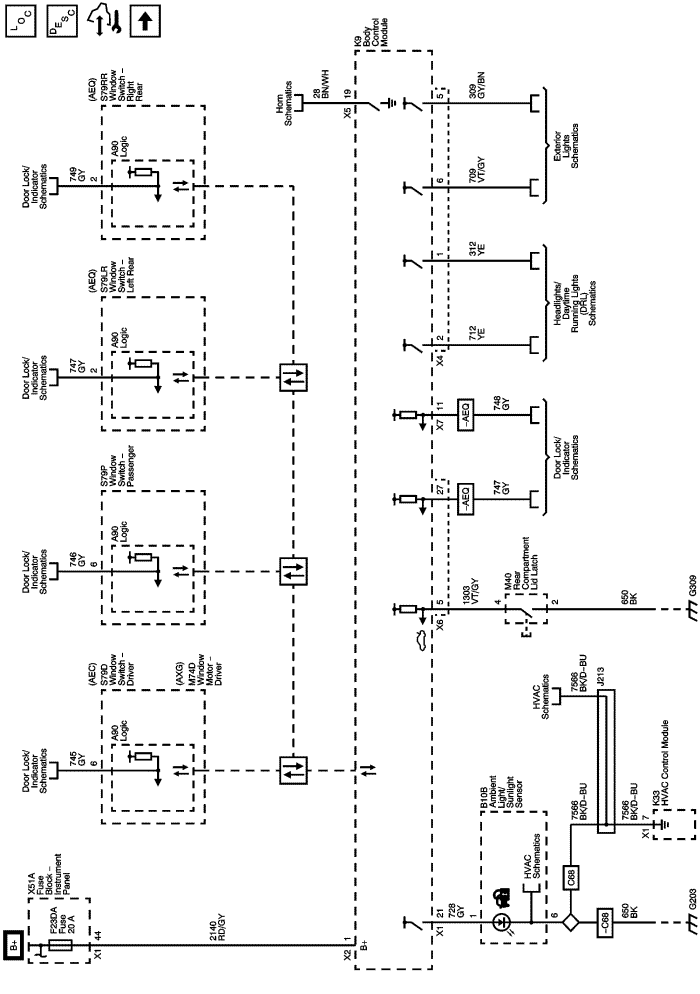 B+
X51A
Fuse
Block –
Instrument
Panel
F23DA
Fuse
20 A
X1
44
2140
RD/GY
X2
1
B+
Door Lock/
Indicator
Schematics
745
GY
6
(AEC)
S79D
Window
Switch –
Driver
(AXG)
M74D
Window
Motor –
Driver
A90
Logic
Door Lock/
Indicator
Schematics
746
GY
6
S79P
Window
Switch –
Passenger
A90
Logic
Door Lock/
Indicator
Schematics
747
GY
2
(AEQ)
S79LR
Window
Switch –
Left Rear
A90
Logic
Door Lock/
Indicator
Schematics
749
GY
2
(AEQ)
S79RR
Window
Switch –
Right
Rear
A90
Logic
LOC
DESC
Horn
Schematics
28
BN/WH
X5
19
K9
Body
Control
Module
X1
21
728
GY
1
B10B
Ambient
Light/
Sunlight
Sensor
HVAC
Schematics
6
C68
–C68
650
BK
G203
7566
BK/D–BU
7566
BK/D–BU
X1
7
K33
HVAC Control Module
HVAC
Schematics
7566
BK/D–BU
J213
X6
5
1303
VT/GY
4
M40
Rear
Compartment
Lid Latch
2
650
BK
G309
27
–AEQ
747
GY
X7
11
–AEQ
748
GY
Door Lock/
Indicator
Schematics
X4
2
712
YE
1
312
YE
Headlights/
Daytime
Running Lights
(DRL)
Schematics
6
709
VT/GY
5
309
GY/BN
Exterior
Lights
Schematics